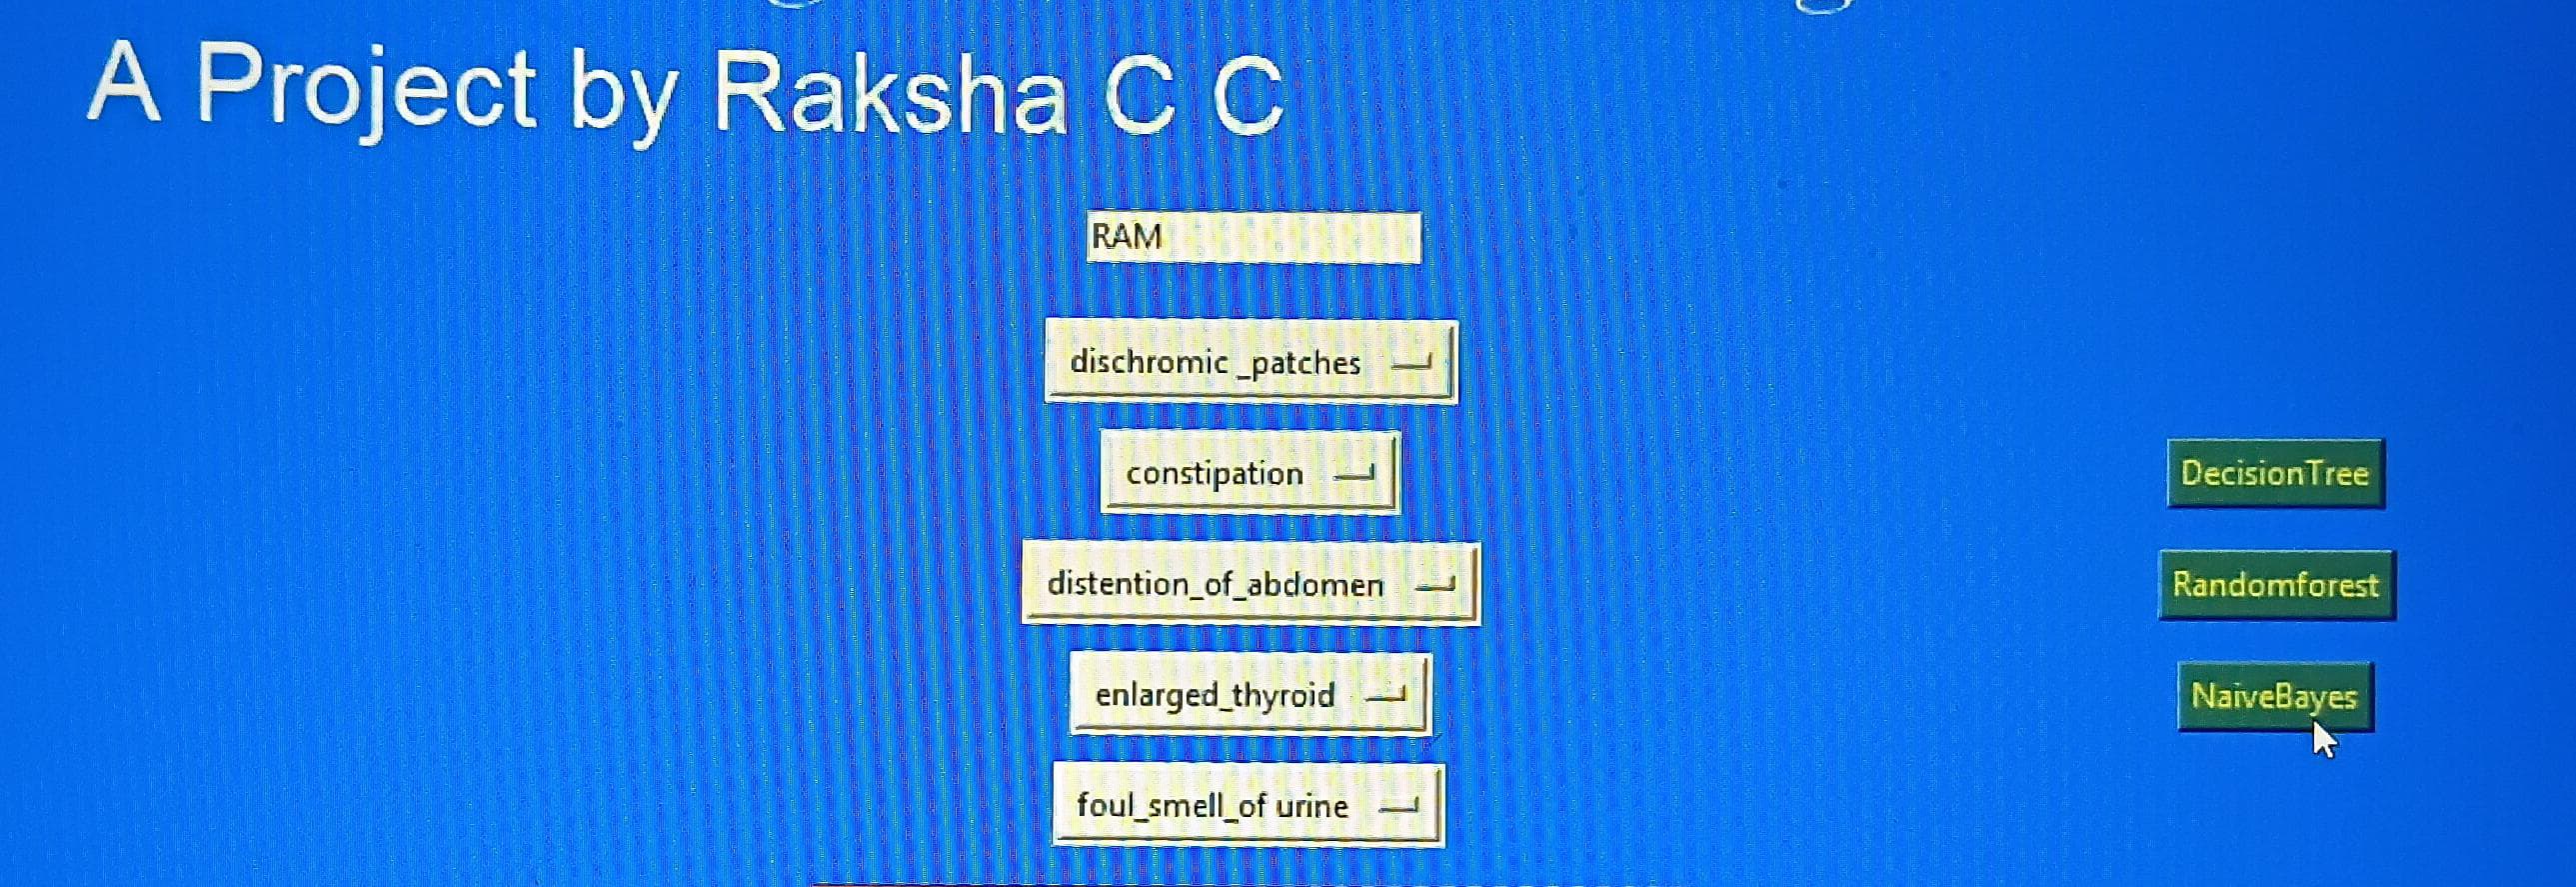 A Project by Raksha C C
RAM
dischromic _patches
constipation
DecisionTree
distention_of_abdomen
Randomforest
enlarged_thyroid
NaiveBayes
foul_smell_of urine